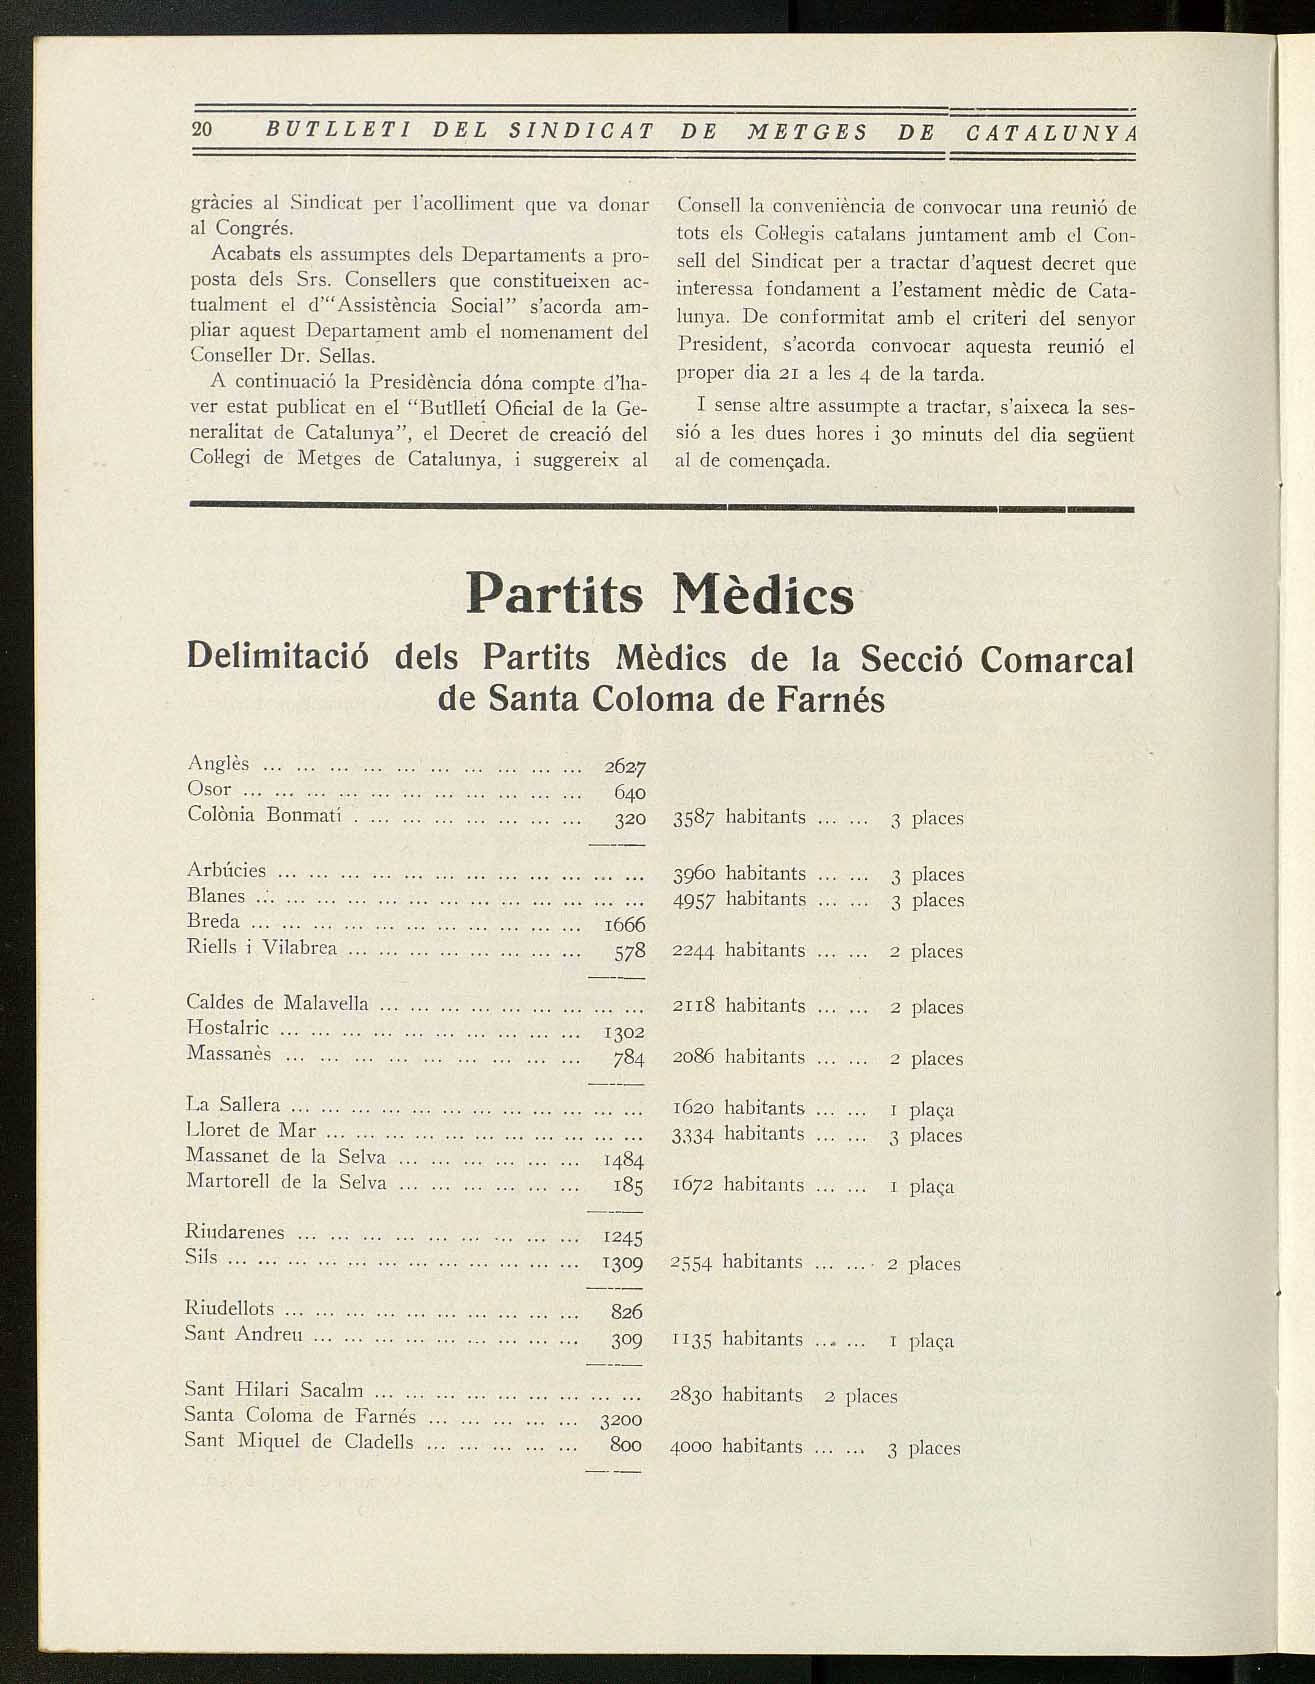 20 BUTLLETI DEL SINDICAT DE METGES DE CATALUNYA
gràcies al Sindicat per l'acolliment que va donar
al Congrés.
Acabats els assumptes dels Departaments a pro-
posta dels Srs. Consellers que constitueixen ac-
tualment el d'“Assistència Social” s'acorda am-
pliar aquest Departament amb el nomenament del
Conseller Dr. Sellas.
A continuació la Presidència dóna compte d'ha-
ver estat publicat en el “Butlletí Oficial de la Ge-
neralitat de Catalunya”, el Decret de creació del
Col·legi de Metges de Catalunya, i suggereix al
Consell la conveniència de convocar una reunió de
tots els Col·legis catalans juntament amb el Con-
sell del Sindicat per a tractar d'aquest decret que
interessa fondament a l'estament mèdic de Cata-
lunya. De conformitat amb el criteri del senyor
President, s'acorda convocar aquesta reunió el
proper dia 21 a les 4 de la tarda.
I sense altre assumpte a tractar, s'aixeca la ses-
sió a les dues hores i 30 minuts del dia següent
al de començada.
Partits Mèdics
Delimitació dels Partits Mèdics de la Secció Comarcal
de Santa Coloma de Farnés
Anglès ... ... ... ... ... ... ... ... ... ... 2627
Osor ... ... ... ... ... ... ... ... ... ... ... 640
Colònia Bonmatí . ... ... ... ... ... ... ... 320 3587 habitants ... ... 3 places
Arbúcies ... ... ... ... ... ... ... ... ... ... ... ... 3960 habitants ... ... 3 places
Blanes ... ... ... ... ... ... ... ... ... ... ... ... ... 4957 habitants ... ... 3 places
Breda ... ... ... ... ... ... ... ... ... ... ... 1666
Riells i Vilabrea ... ... ... ... ... ... ... ... 578 2244 habitants ... ... 2 places
Caldes de Malavella ... ... ... ... ... ... ... ... ... 2118 habitants ... ... 2 places
Hostalric ... ... ... ... ... ... ... ... ... ... 1302
Massanès ... ... ... ... ... ... ... ... ... 784 2086 habitants ... ... 2 places
La Sallera ... ... ... ... ... ... ... ... ... ... ... ... 1620 habitants ... ... 1 plaça
Lloret de Mar ... ... ... ... ... ... ... ... ... ... ... 3334 habitants ... ... 3 places
Massanet de la Selva ... ... ... ... ... ... 1484
Martorell de la Selva ... ... ... ... ... ... 185 1672 habitants ... ... 1 plaça
Riudarenes ... ... ... ... ... ... ... ... ... 1245
Sils ... ... ... ... ... ... ... ... ... ... ... ... 1309 2554 habitants ... ... 2 places
Riudellots ... ... ... ... ... ... ... ... ... ... 826
Sant Andreu ... ... ... ... ... ... ... ... ... 309 1135 habitants ... ... 1 plaça
Sant Hilari Sacalm ... ... ... ... ... ... ... ... ... 2830 habitants 2 places
Santa Coloma de Farnés ... ... ... ... ... 3200
Sant Miquel de Cladells ... ... ... ... ... 800 4000 habitants ... ... 3 places